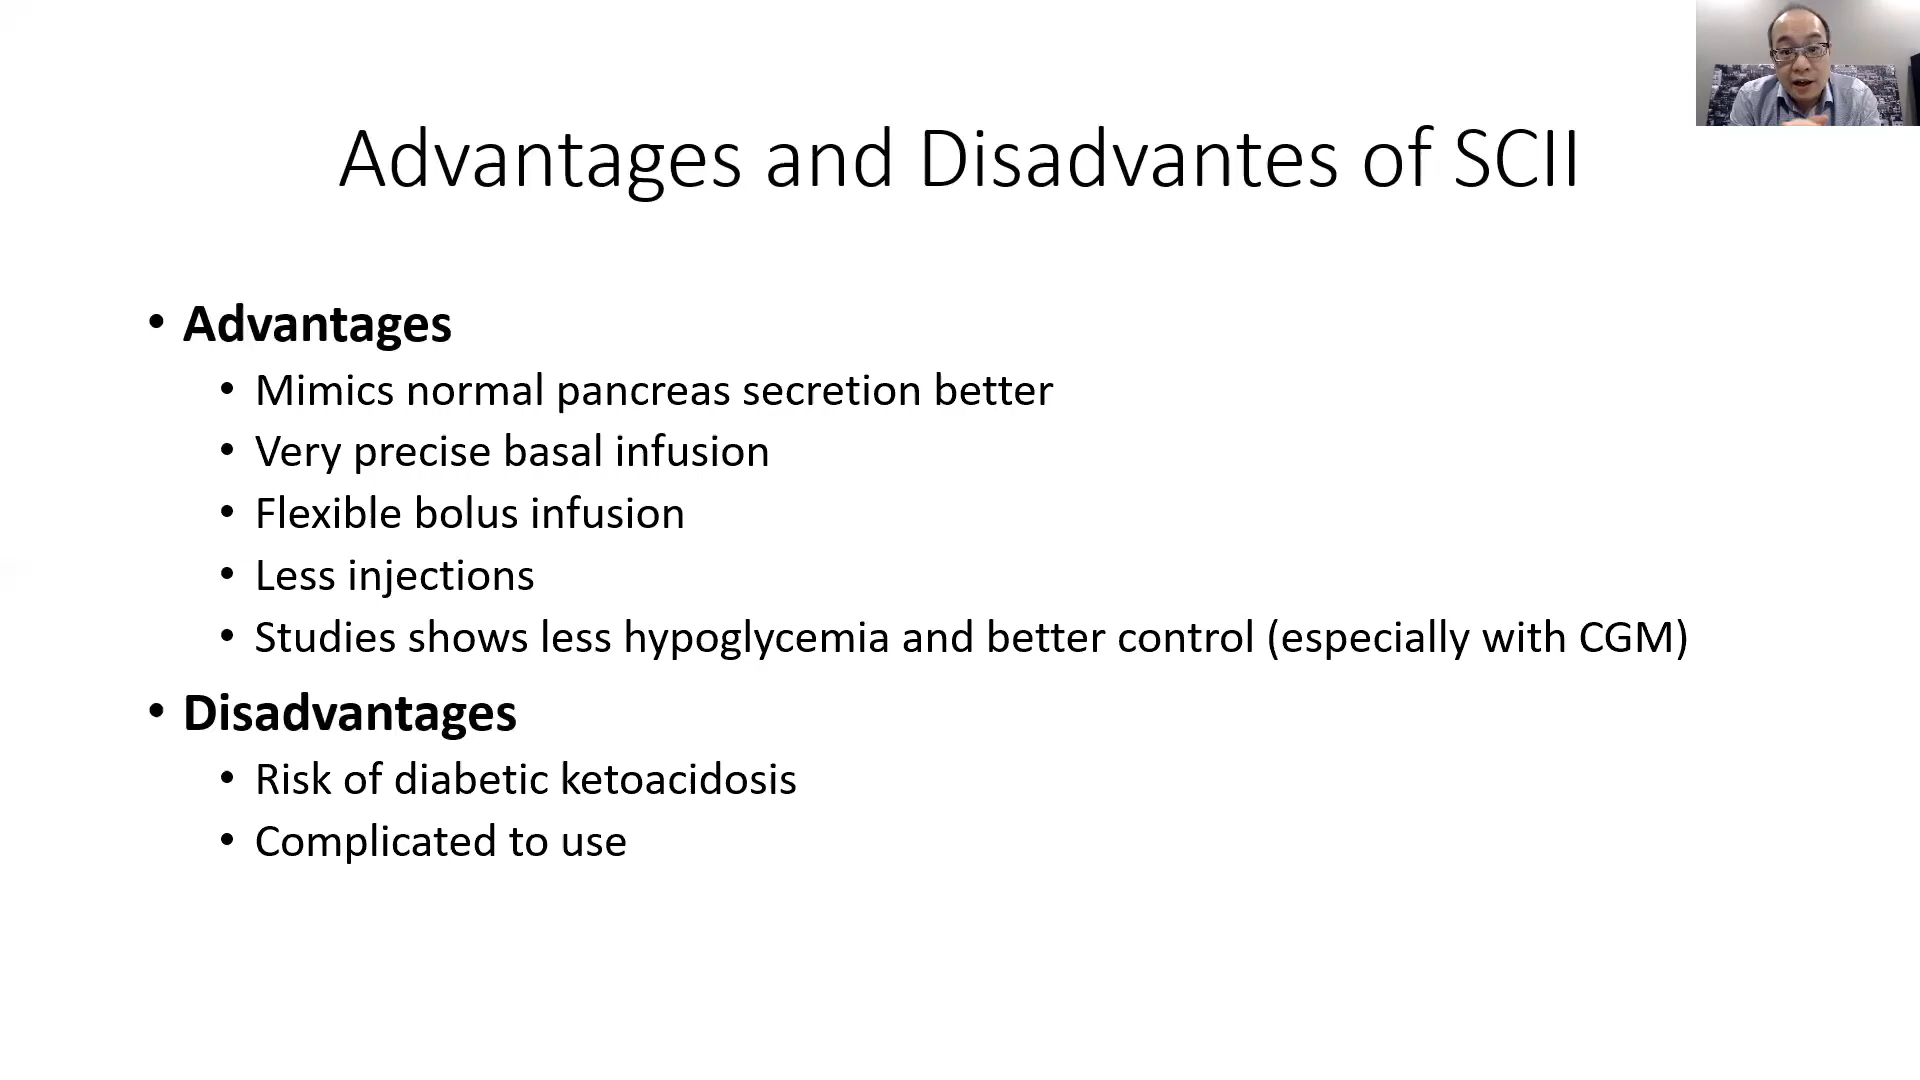 Advantages and Disadvantes of SCII
• Advantages
• Mimics normal pancreas secretion better
• Very precise basal infusion
• Flexible bolus infusion
• Less injections
• Studies shows less hypoglycemia and better control (especially with CGM)
• Disadvantages
• Risk of diabetic ketoacidosis
• Complicated to use